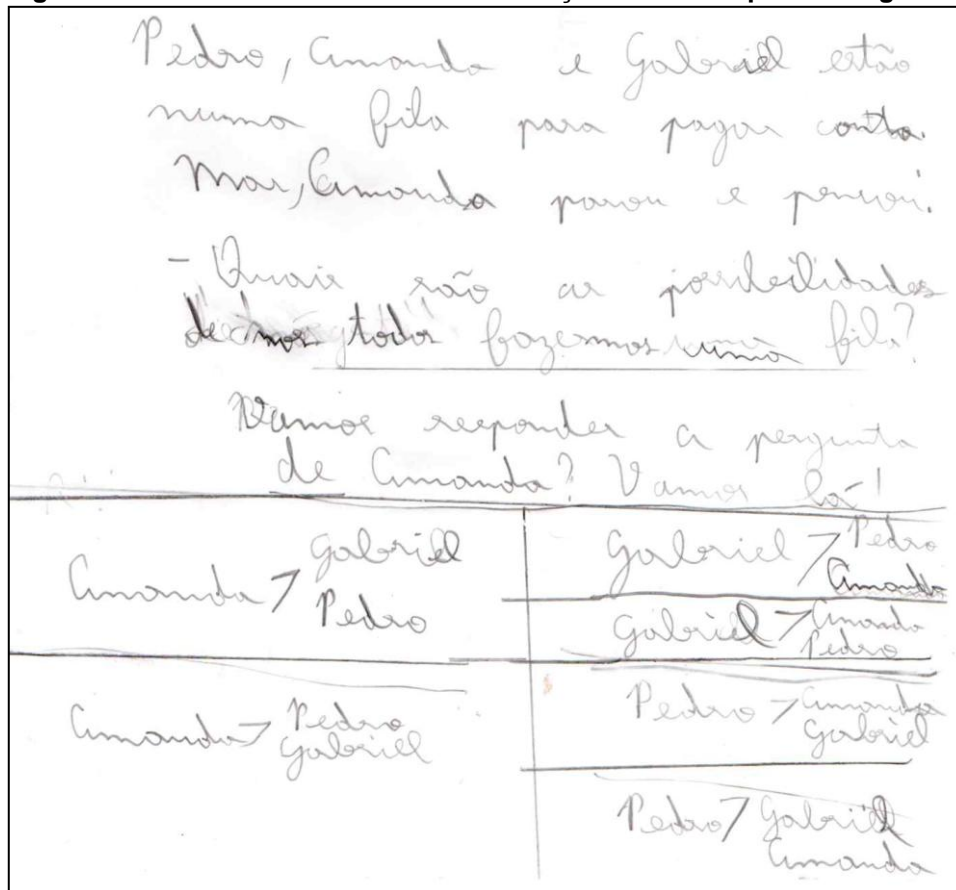 Pedro, Amanda e Gabriel estão
numa fila para pagar conta.
Mas, Amanda parou e pensou:
- Quais são as possibilidades
de nós todos fazermos uma fila?
Vamos responder a pergunta
de Amanda? Vamos lá!
Amanda > Gabriel
Pedro
Amanda > Pedro
Gabriel
Gabriel > Pedro
Amanda
Gabriel > Amanda
Pedro
Pedro > Amanda
Gabriel
Pedro > Gabriel
Amanda